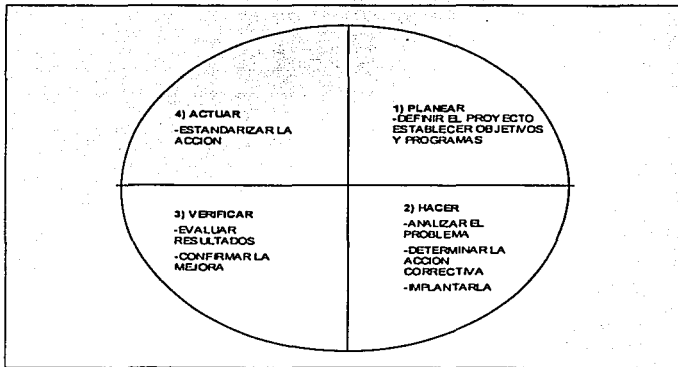 1) PLANEAR
-DEFINIR EL PROYECTO
ESTABLECER OBJETIVOS
Y PROGRAMAS
2) HACER
-ANALIZAR EL
PROBLEMA
-DETERMINAR LA
ACCION
CORRECTIVA
-IMPLANTARLA
3) VERIFICAR
-EVALUAR
RESULTADOS
-CONFIRMAR LA
MEJORA
4) ACTUAR
-ESTANDARIZAR LA
ACCION